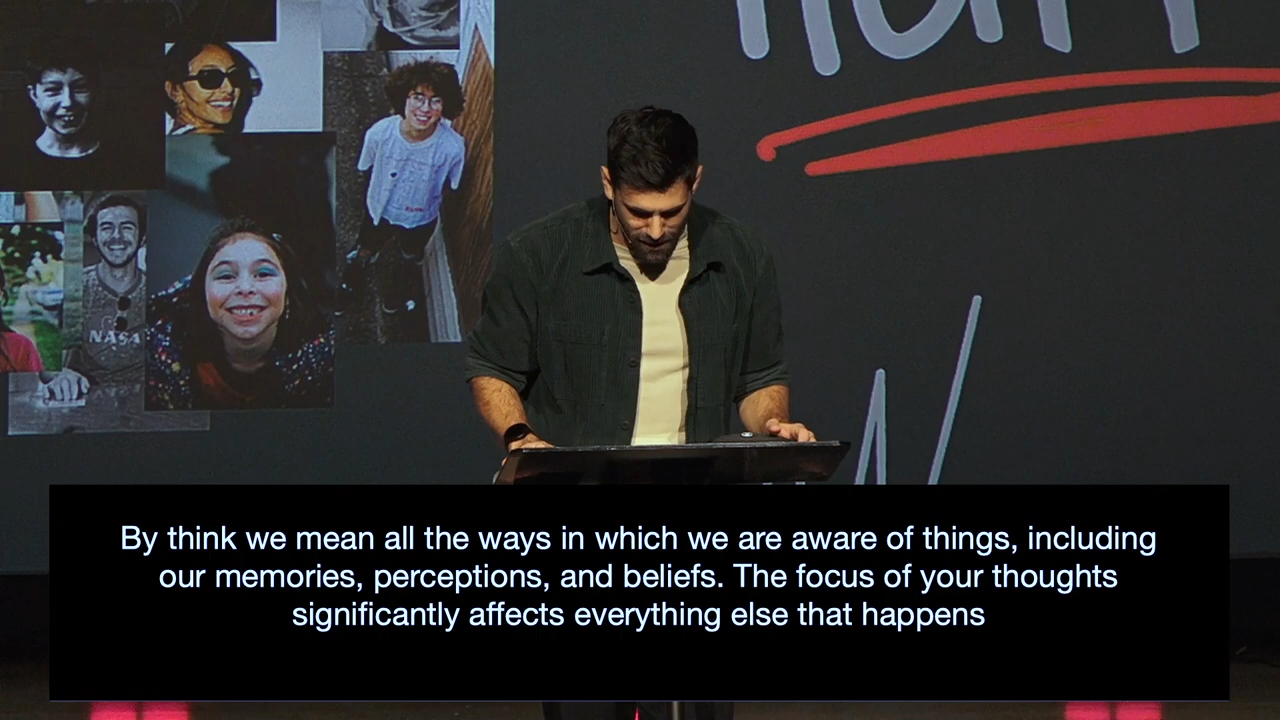 NASA
By think we mean all the ways in which we are aware of things, including
our memories, perceptions, and beliefs. The focus of your thoughts
significantly affects everything else that happens